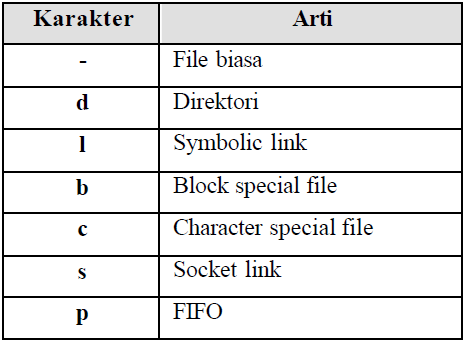 Karakter Arti
- File biasa
d Direktori
l Symbolic link
b Block special file
c Character special file
s Socket link
p FIFO